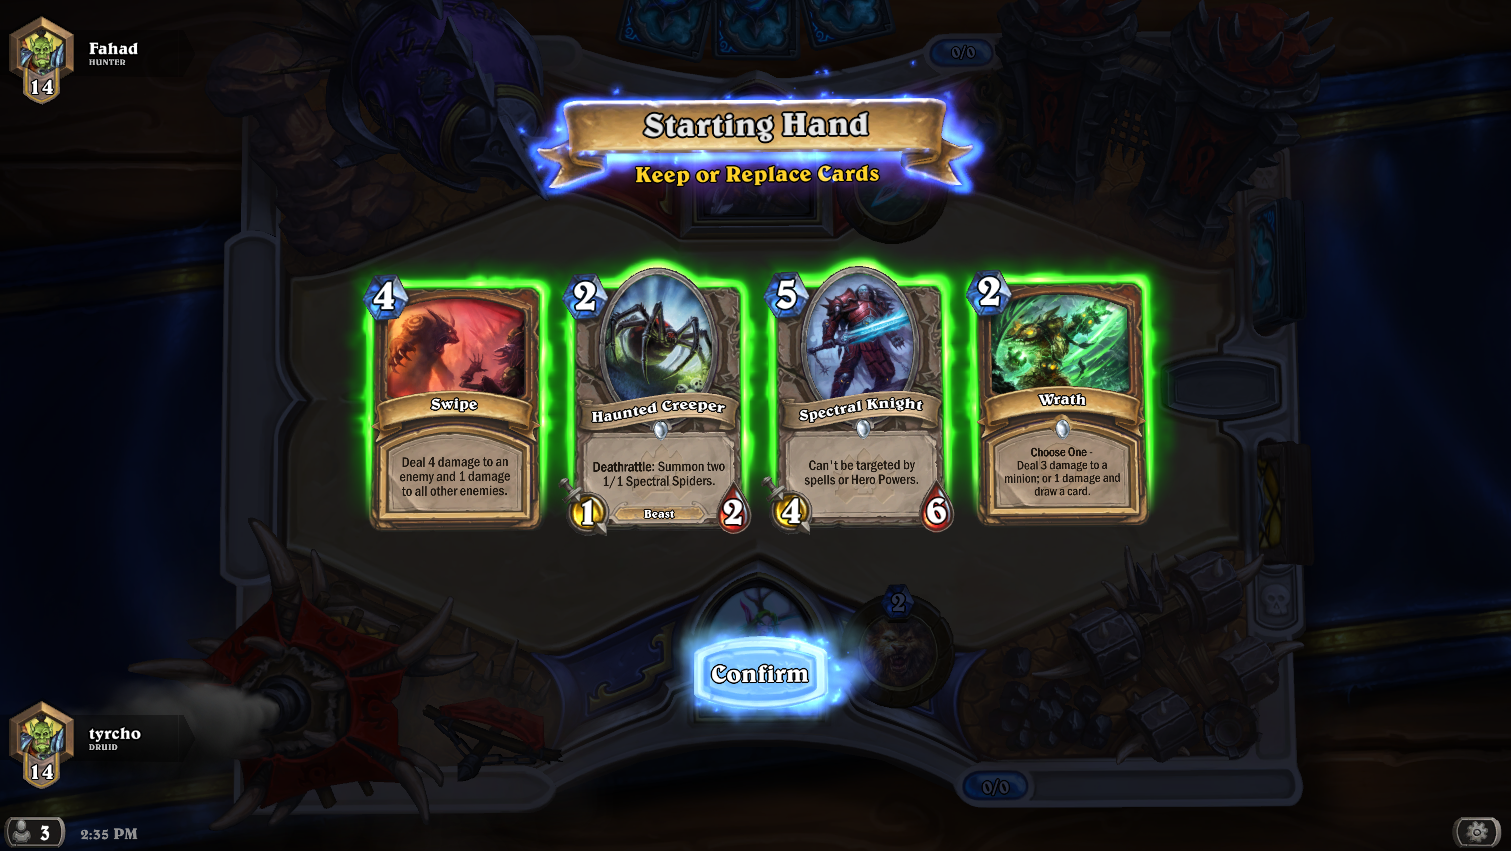 Fahad
HUNTER
14
0/0
Starting Hand
Keep or Replace Cards
4
Swipe
Deal 4 damage to an
enemy and 1 damage
to all other enemies.
2
Haunted Creeper
Deathrattle: Summon two
1/1 Spectral Spiders.
1
Beast
2
5
Spectral Knight
Can't be targeted by
spells or Hero Powers.
4
6
2
Wrath
Choose One -
Deal 3 damage to a
minion; or 1 damage and
draw a card.
2
Confirm
tyrcho
DRUID
14
0/0
3
2:35 PM